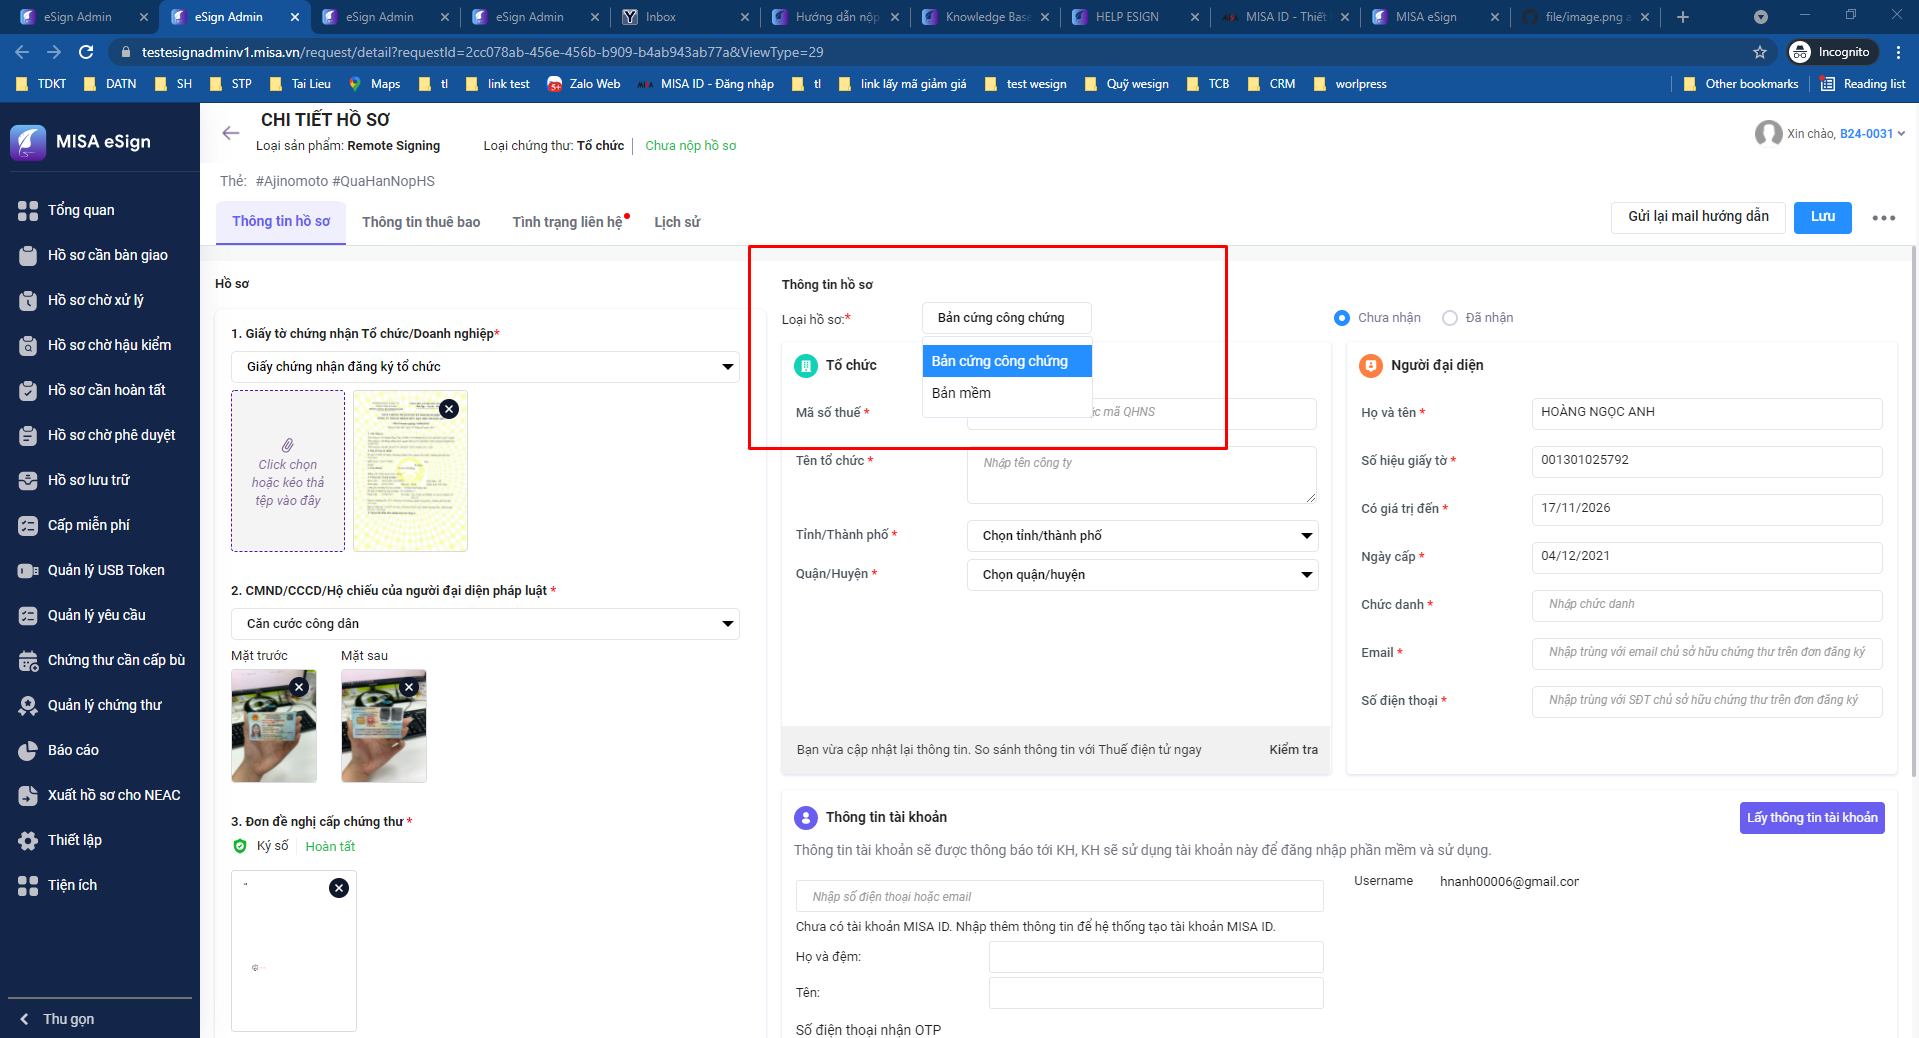 eSign Admin
eSign Admin
eSign Admin
eSign Admin
Inbox
Hướng dẫn nộp
Knowledge Base
HELP ESIGN
MISA ID - Thiết
MISA eSign
file/image.png a
testesignadminv1.misa.vn/request/detail?requestId=2cc078ab-456e-456b-b909-b4ab943ab77a&ViewType=29
Incognito
TDKT
DATN
SH
STP
Tai Lieu
Maps
tl
link test
Zalo Web
MISA ID - Đăng nhập
tl
link lấy mã giảm giá
test wesign
Quỹ wesign
TCB
CRM
worlpress
Other bookmarks
Reading list
MISA eSign
Tổng quan
Hồ sơ cần bàn giao
Hồ sơ chờ xử lý
Hồ sơ chờ hậu kiểm
Hồ sơ cần hoàn tất
Hồ sơ chờ phê duyệt
Hồ sơ lưu trữ
Cấp miễn phí
Quản lý USB Token
Quản lý yêu cầu
Chứng thư cần cấp bù
Quản lý chứng thư
Báo cáo
Xuất hồ sơ cho NEAC
Thiết lập
Tiện ích
Thu gọn
CHI TIẾT HỒ SƠ
Loại sản phẩm: Remote Signing
Loại chứng thư: Tổ chức
Chưa nộp hồ sơ
Xin chào, B24-0031
Thẻ: #Ajinomoto #QuaHanNopHS
Thông tin hồ sơ
Thông tin thuê bao
Tình trạng liên hệ
Lịch sử
Gửi lại mail hướng dẫn
Lưu
Hồ sơ
1. Giấy tờ chứng nhận Tổ chức/Doanh nghiệp*
Giấy chứng nhận đăng ký tổ chức
Click chọn
hoặc kéo thả
tệp vào đây
2. CMND/CCCD/Hộ chiếu của người đại diện pháp luật *
Căn cước công dân
Mặt trước
Mặt sau
3. Đơn đề nghị cấp chứng thư *
Ký số
Hoàn tất
Thông tin hồ sơ
Loại hồ sơ:*
Bản cứng công chứng
Bản cứng công chứng
Bản mềm
Chưa nhận
Đã nhận
Tổ chức
Mã số thuế *
c mã QHNS
Tên tổ chức *
Nhập tên công ty
Tỉnh/Thành phố *
Chọn tỉnh/thành phố
Quận/Huyện *
Chọn quận/huyện
Bạn vừa cập nhật lại thông tin. So sánh thông tin với Thuế điện tử ngay
Kiểm tra
Người đại diện
Họ và tên *
HOÀNG NGỌC ANH
Số hiệu giấy tờ *
001301025792
Có giá trị đến *
17/11/2026
Ngày cấp *
04/12/2021
Chức danh *
Nhập chức danh
Email *
Nhập trùng với email chủ sở hữu chứng thư trên đơn đăng ký
Số điện thoại *
Nhập trùng với SĐT chủ sở hữu chứng thư trên đơn đăng ký
Thông tin tài khoản
Lấy thông tin tài khoản
Thông tin tài khoản sẽ được thông báo tới KH, KH sẽ sử dụng tài khoản này để đăng nhập phần mềm và sử dụng.
Nhập số điện thoại hoặc email
Username
hnanh00006@gmail.com
Chưa có tài khoản MISA ID. Nhập thêm thông tin để hệ thống tạo tài khoản MISA ID.
Họ và đệm:
Tên:
Số điện thoại nhận OTP